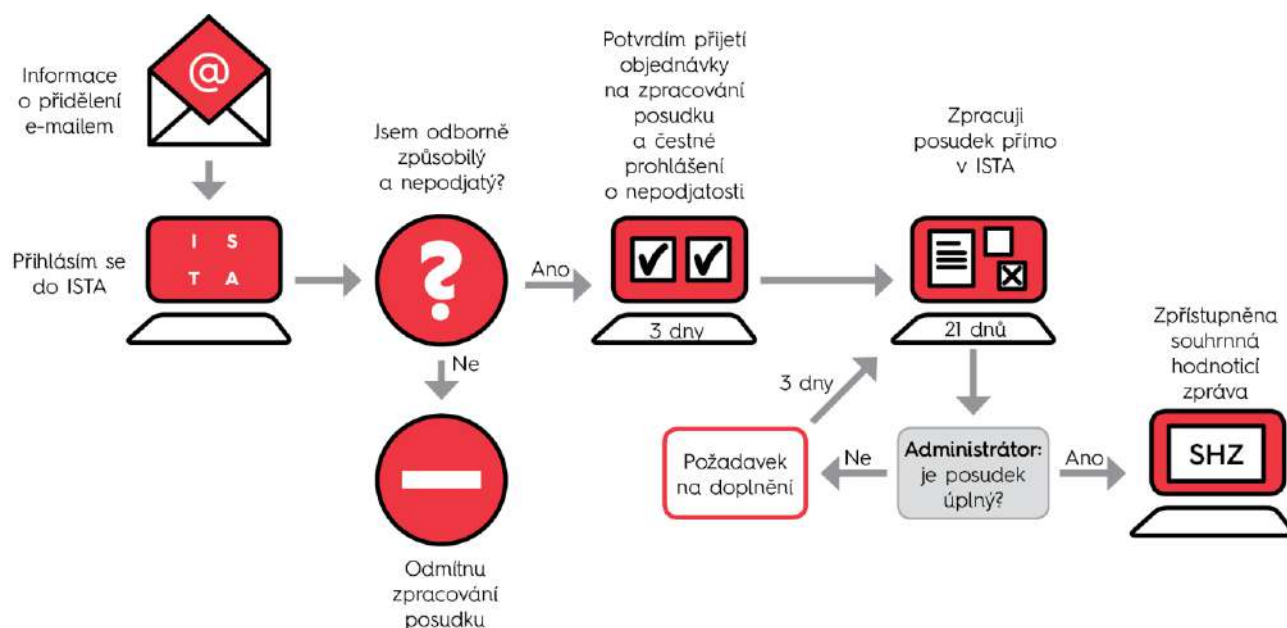 Informace
o přidělení
e-mailem
@
Přihlásím se
do ISTA
I S
T A
Jsem odborně
způsobilý
a nepodjatý?
?
Ano
Ne
Odmítnu
zpracování
posudku
Potvrdím přijetí
objednávky
na zpracování
posudku
a čestné
prohlášení
o nepodjatosti
3 dny
Zpracuji
posudek přímo
v ISTA
21 dnů
Administrátor:
je posudek
úplný?
Ne
Požadavek
na doplnění
3 dny
Ano
Zpřístupněna
souhrnná
hodnoticí
zpráva
SHZ